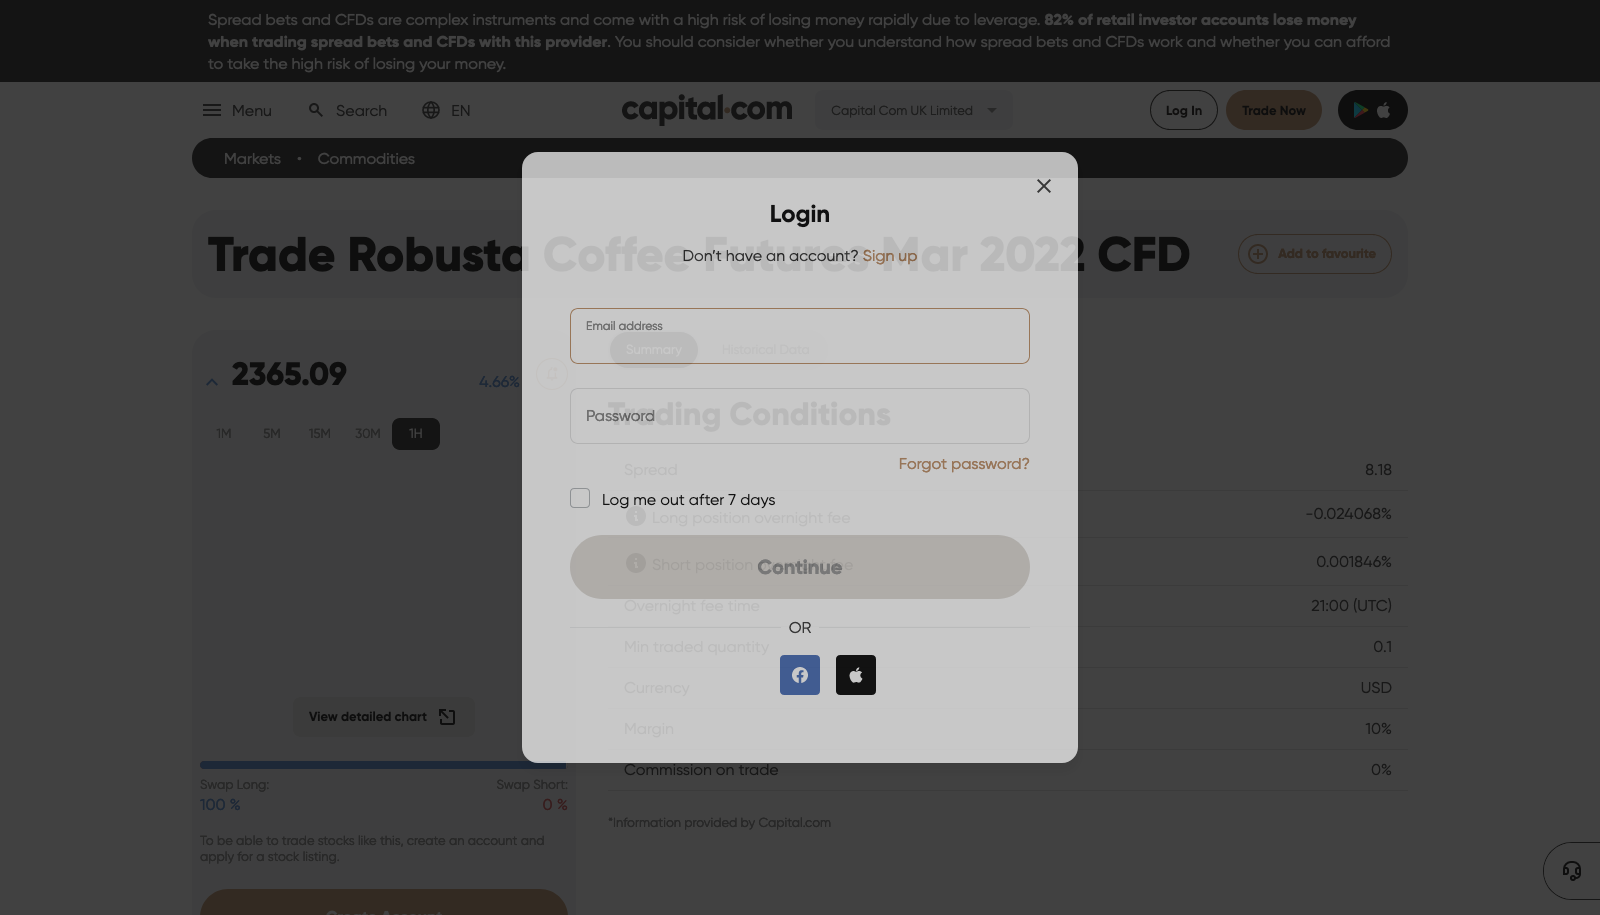 Spread bets and CFDs are complex instruments and come with a high risk of losing money rapidly due to leverage. 82% of retail investor accounts lose money
when trading spread bets and CFDs with this provider. You should consider whether you understand how spread bets and CFDs work and whether you can afford
to take the high risk of losing your money.
Menu
Search
EN
capital.com
Capital Com UK Limited
Log In
Trade Now
Markets • Commodities
Trade Robusta Coffee Futures Mar 2022 CFD
Add to favourite
Login
Don't have an account? Sign up
Email address
Password
Forgot password?
Log me out after 7 days
Continue
OR
2365.09
4.66%
1M
5M
15M
30M
1H
View detailed chart
Swap Long:
Swap Short:
100 %
0 %
To be able to trade stocks like this, create an account and
apply for a stock listing.
Create Account
Summary
Historical Data
Trading Conditions
Spread 8.18
Long position overnight fee -0.024068%
Short position overnight fee 0.001846%
Overnight fee time 21:00 (UTC)
Min traded quantity 0.1
Currency USD
Margin 10%
Commission on trade 0%
*Information provided by Capital.com